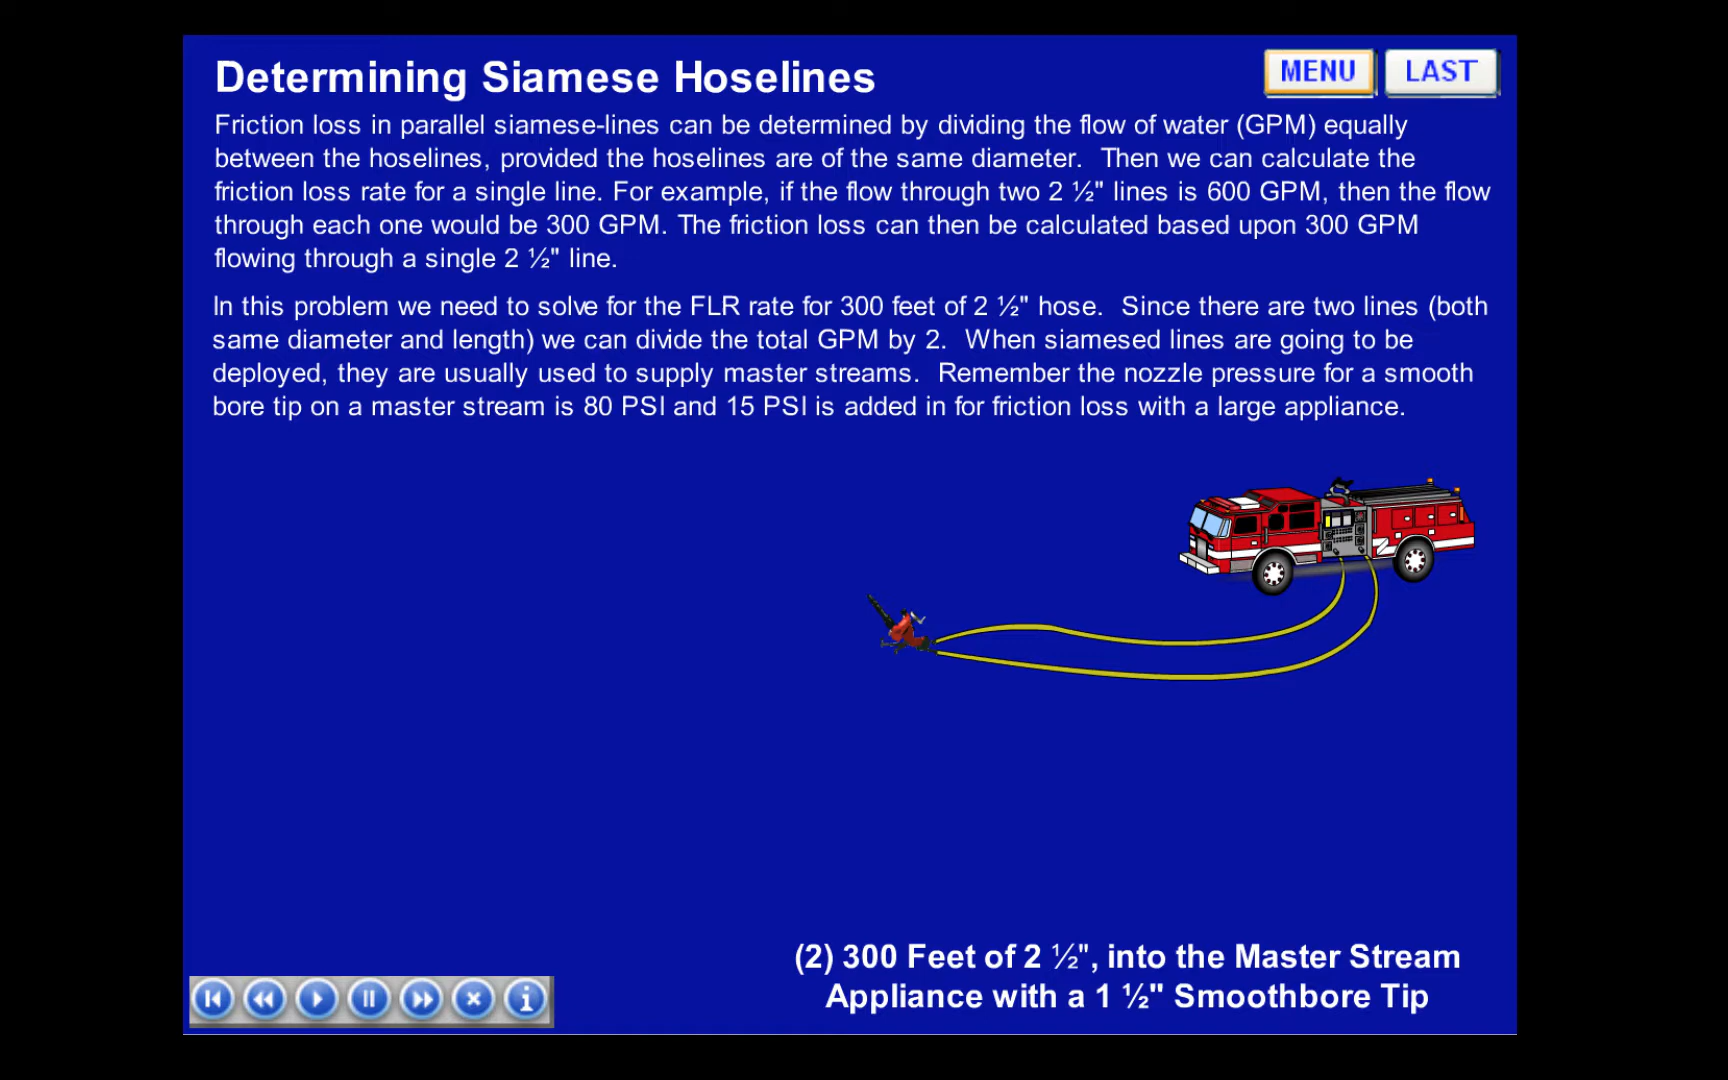 Determining Siamese Hoselines
MENU
LAST
Friction loss in parallel siamese-lines can be determined by dividing the flow of water (GPM) equally
between the hoselines, provided the hoselines are of the same diameter.  Then we can calculate the
friction loss rate for a single line. For example, if the flow through two 2 ½" lines is 600 GPM, then the flow
through each one would be 300 GPM. The friction loss can then be calculated based upon 300 GPM
flowing through a single 2 ½" line.
In this problem we need to solve for the FLR rate for 300 feet of 2 ½" hose.  Since there are two lines (both
same diameter and length) we can divide the total GPM by 2.  When siamesed lines are going to be
deployed, they are usually used to supply master streams.  Remember the nozzle pressure for a smooth
bore tip on a master stream is 80 PSI and 15 PSI is added in for friction loss with a large appliance.
(2) 300 Feet of 2 ½", into the Master Stream
Appliance with a 1 ½" Smoothbore Tip